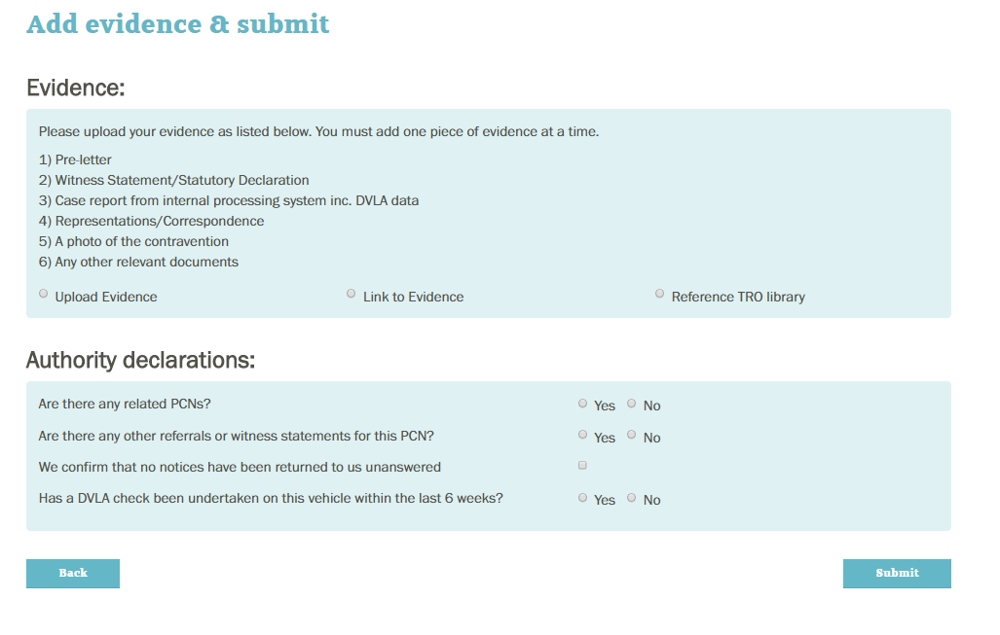 Add evidence & submit
Evidence:
Please upload your evidence as listed below. You must add one piece of evidence at a time.
1) Pre-letter
2) Witness Statement/Statutory Declaration
3) Case report from internal processing system inc. DVLA data
4) Representations/Correspondence
5) A photo of the contravention
6) Any other relevant documents
Upload Evidence Link to Evidence Reference TRO library
Authority declarations:
Are there any related PCNs? Yes No
Are there any other referrals or witness statements for this PCN? Yes No
We confirm that no notices have been returned to us unanswered
Has a DVLA check been undertaken on this vehicle within the last 6 weeks? Yes No
Back Submit